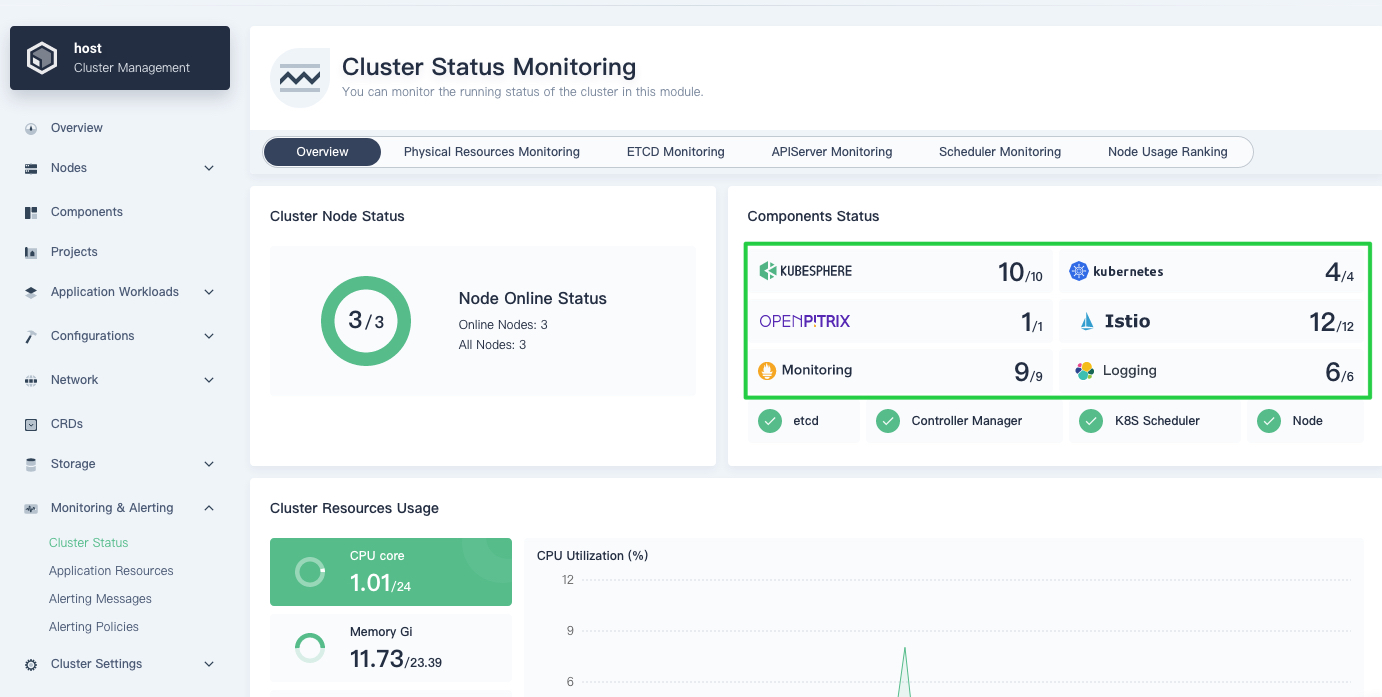 host
Cluster Management
Overview
Nodes
Components
Projects
Application Workloads
Configurations
Network
CRDs
Storage
Monitoring & Alerting
Cluster Status
Application Resources
Alerting Messages
Alerting Policies
Cluster Settings
Cluster Status Monitoring
You can monitor the running status of the cluster in this module.
Overview Physical Resources Monitoring ETCD Monitoring APIServer Monitoring Scheduler Monitoring Node Usage Ranking
Cluster Node Status
3/3
Node Online Status
Online Nodes: 3
All Nodes: 3
Components Status
KUBESPHERE 10/10 kubernetes 4/4
OPENPITRIX 1/1 Istio 12/12
Monitoring 9/9 Logging 6/6
etcd Controller Manager K8S Scheduler Node
Cluster Resources Usage
CPU core
1.01/24
Memory Gi
11.73/23.39
CPU Utilization (%)
12
9
6